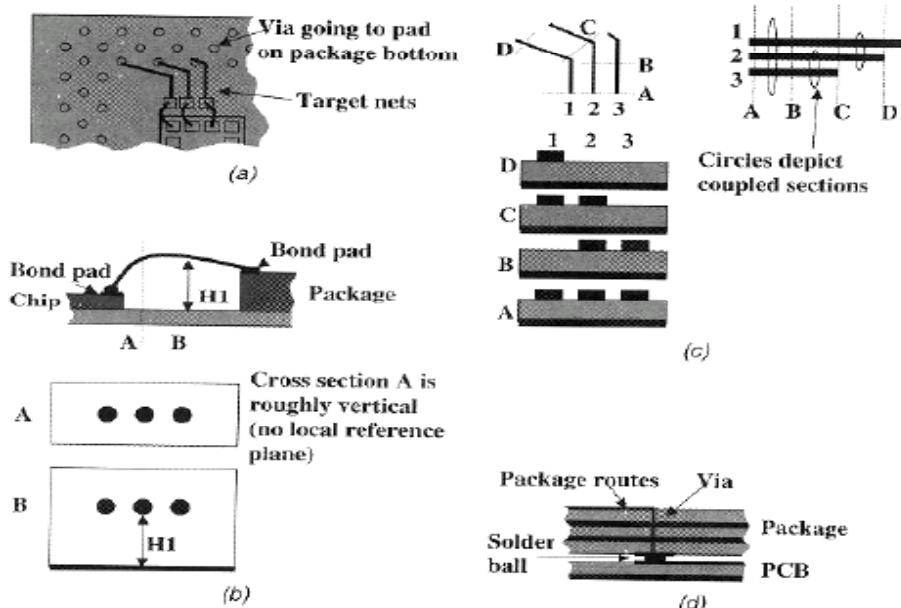 Via going to pad
on package bottom
Target nets
(a)
Bond pad
Bond pad
Chip
H1
Package
A B
A
Cross section A is
roughly vertical
(no local reference
plane)
B
H1
(b)
D
C
B
A
1 2 3
1
2
3
A B C D
Circles depict
coupled sections
1 2 3
D
C
B
A
(c)
Package routes
Via
Package
Solder
ball
PCB
(d)